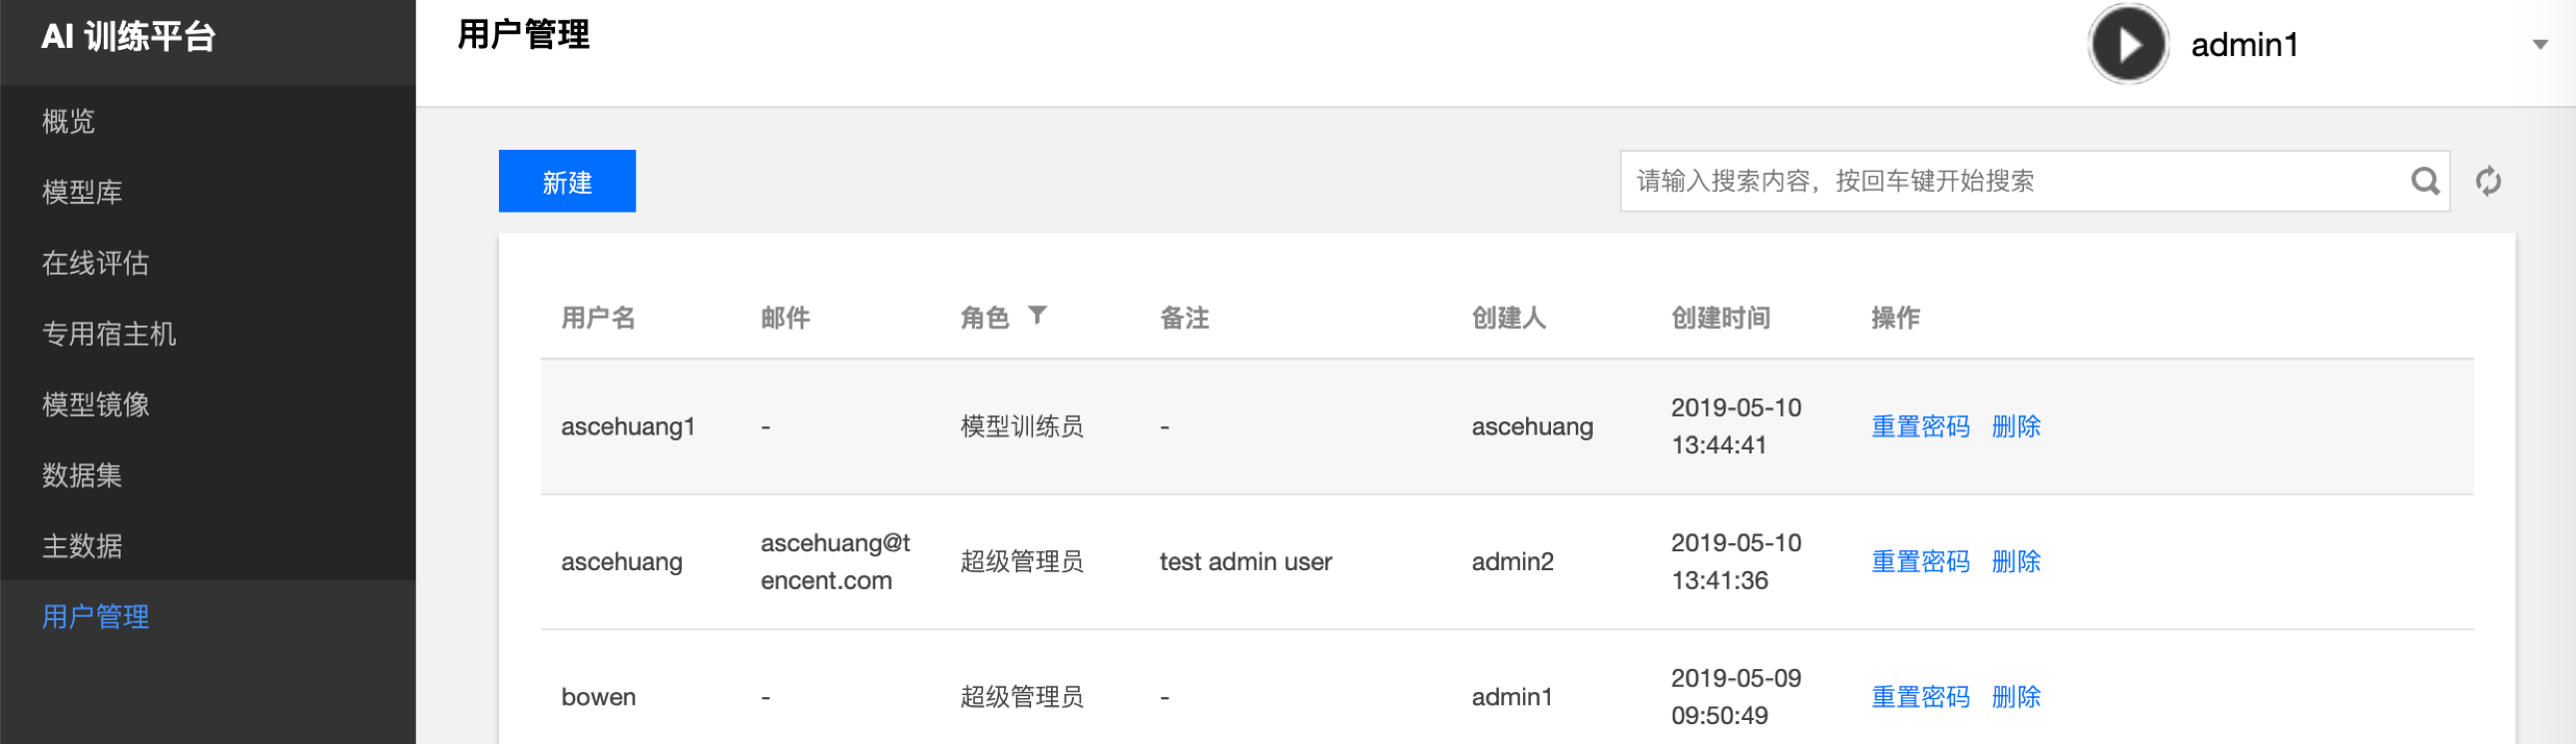 AI 训练平台
概览
模型库
在线评估
专用宿主机
模型镜像
数据集
主数据
用户管理
用户管理
admin1
新建
请输入搜索内容，按回车键开始搜索
用户名 邮件 角色 备注 创建人 创建时间 操作
ascehuang1 - 模型训练员 - ascehuang 2019-05-10 13:44:41 重置密码 删除
ascehuang ascehuang@tencent.com 超级管理员 test admin user admin2 2019-05-10 13:41:36 重置密码 删除
bowen - 超级管理员 - admin1 2019-05-09 09:50:49 重置密码 删除